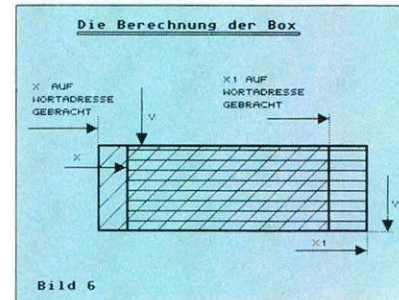 Die Berechnung der Box
X AUF
WORTADRESSE
GEBRACHT
X1 AUF
WORTADRESSE
GEBRACHT
Y
X
Y1
X1
Bild 6